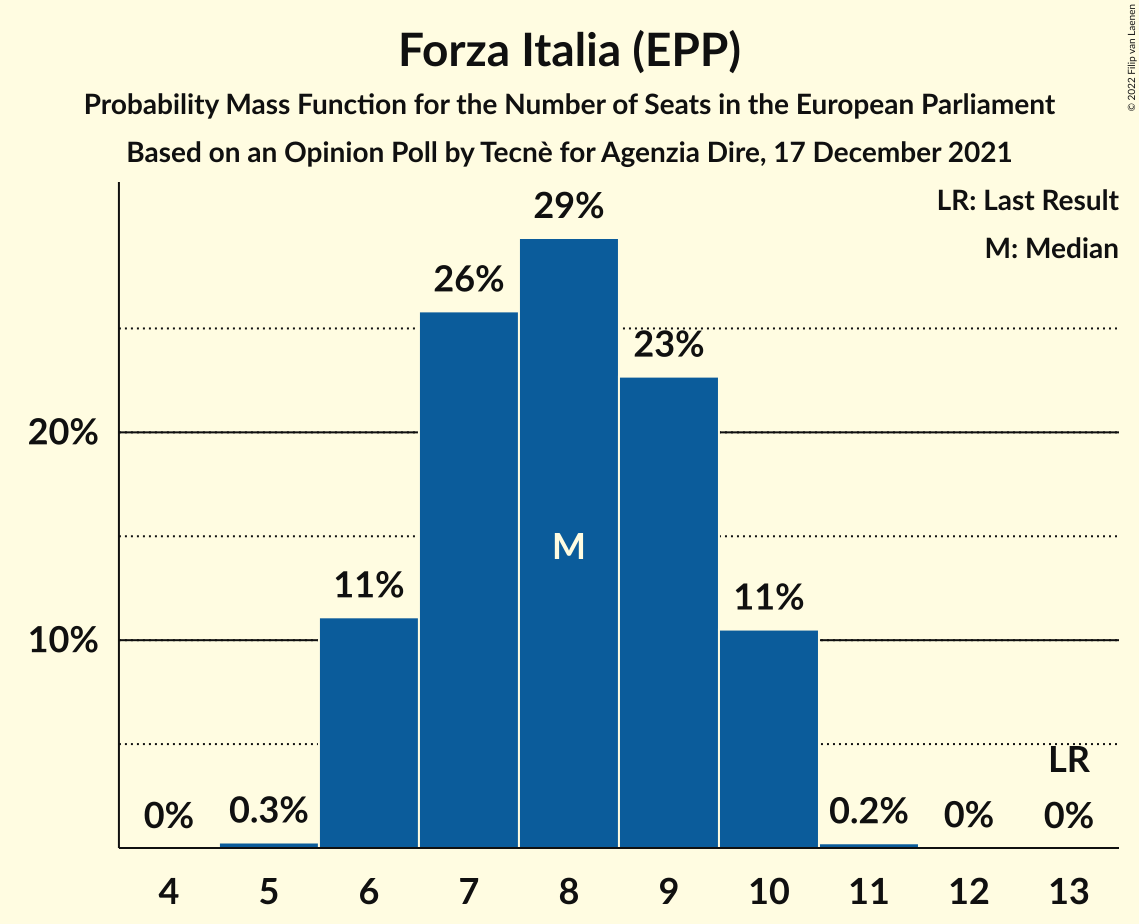 Forza Italia (EPP)
Probability Mass Function for the Number of Seats in the European Parliament
Based on an Opinion Poll by Tecnè for Agenzia Dire, 17 December 2021
© 2022 Filip van Laenen
LR: Last Result
M: Median
29%
26%
23%
20%
M
11%
11%
10%
LR
0%
0.3%
0.2%
0%
0%
4 5 6 7 8 9 10 11 12 13